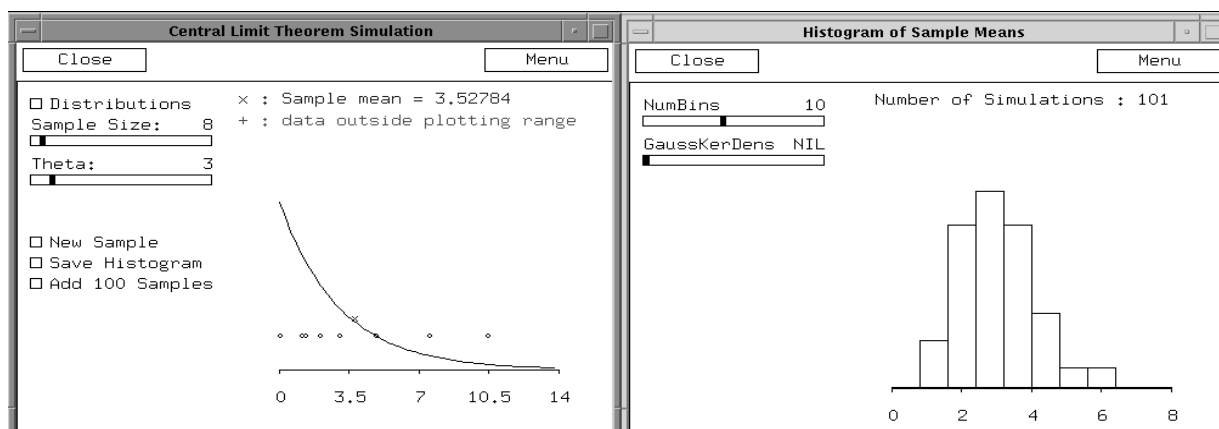 Central Limit Theorem Simulation
Close
Menu
Distributions
Sample Size: 8
Theta: 3
New Sample
Save Histogram
Add 100 Samples
× : Sample mean = 3.52784
+ : data outside plotting range
0 3.5 7 10.5 14
Histogram of Sample Means
Close
Menu
NumBins 10
GaussKerDens NIL
Number of Simulations : 101
0 2 4 6 8